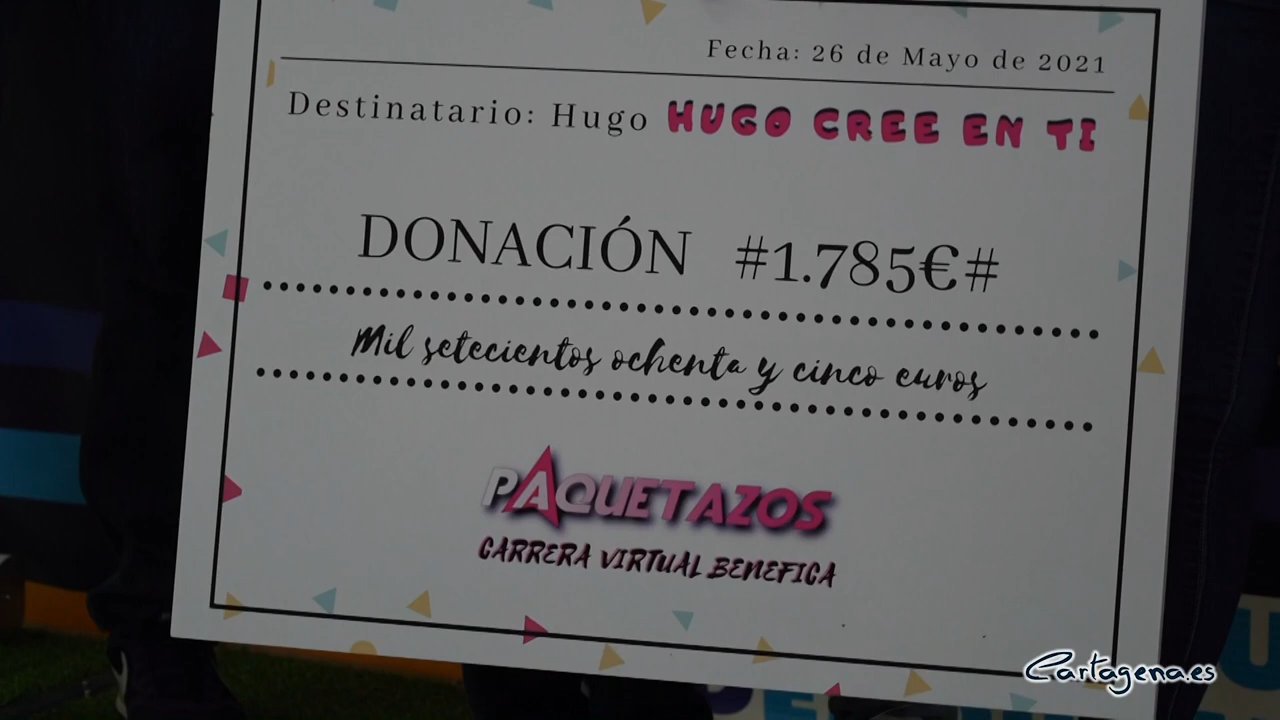 Fecha: 26 de Mayo de 2021
Destinatario: Hugo HUGO CREE EN TI
DONACIÓN #1.785€#
Mil setecientos ochenta y cinco euros
PAQUETAZOS
CARRERA VIRTUAL BENEFICA
Cartagena.es